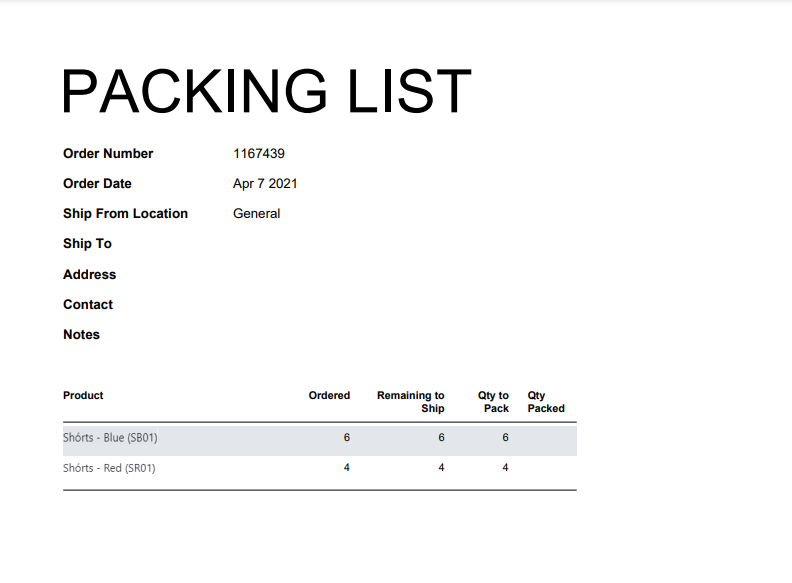 PACKING LIST
Order Number 1167439
Order Date Apr 7 2021
Ship From Location General
Ship To
Address
Contact
Notes
Product Ordered Remaining to Ship Qty to Pack Qty Packed
Shórts - Blue (SB01) 6 6 6
Shórts - Red (SR01) 4 4 4